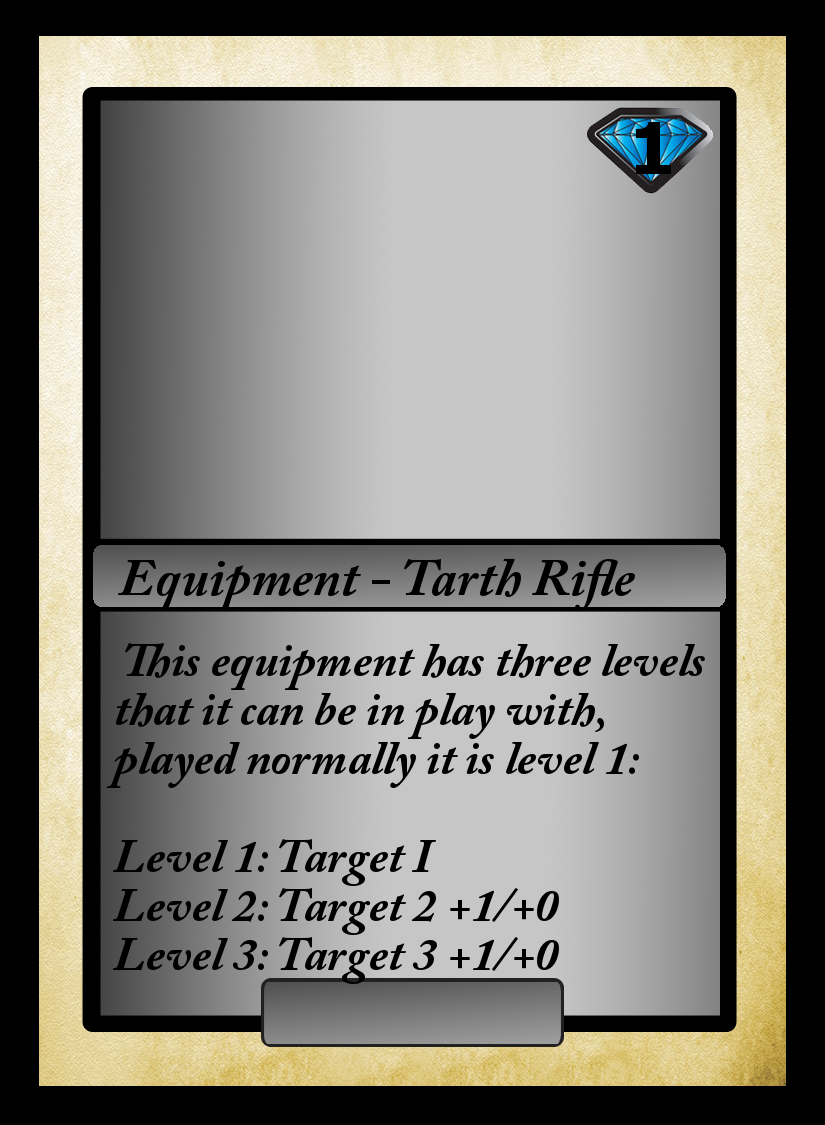 1
Equipment - Tarth Rifle
This equipment has three levels
that it can be in play with,
played normally it is level 1:
Level 1: Target I
Level 2: Target 2 +1/+0
Level 3: Target 3 +1/+0